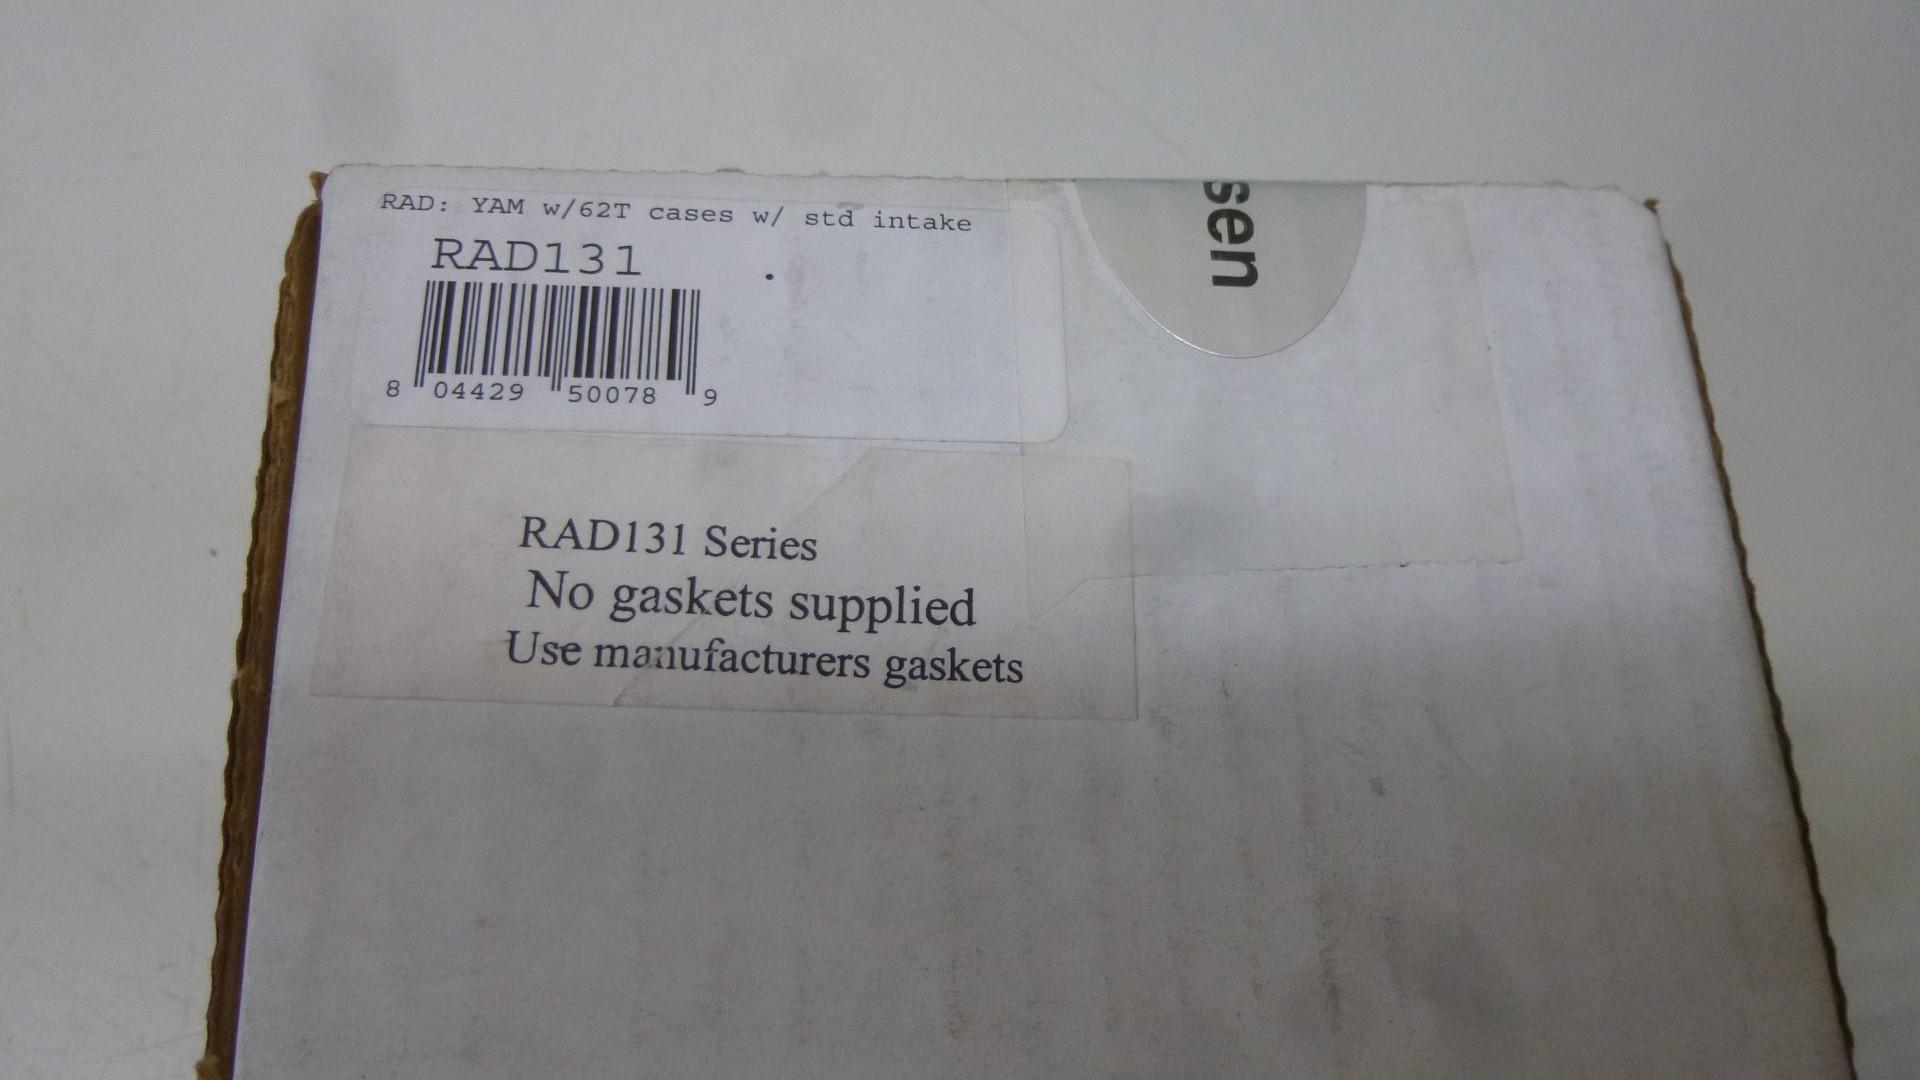 RAD: YAM w/62T cases w/ std intake
RAD131
8 04429 50078 9
sen
RAD131 Series
No gaskets supplied
Use manufacturers gaskets